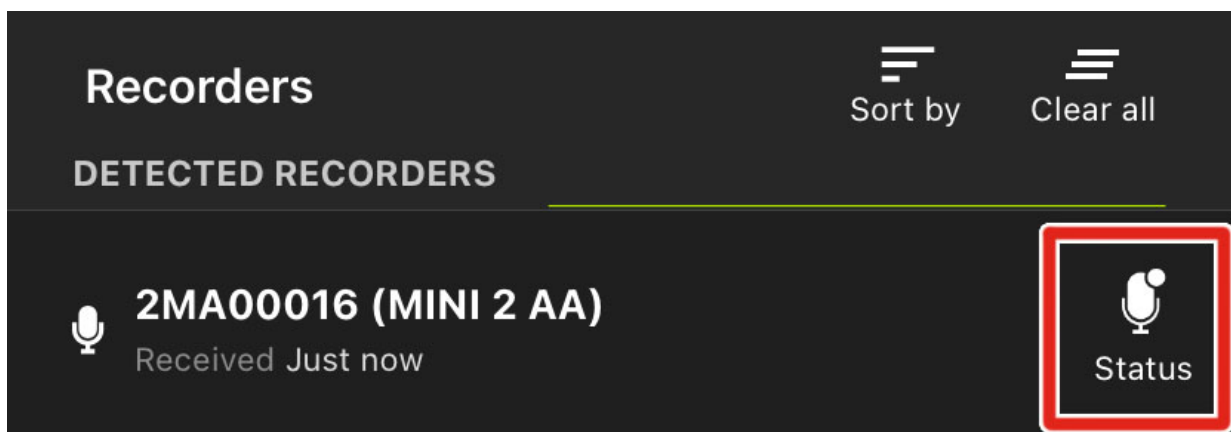 Recorders
Sort by
Clear all
DETECTED RECORDERS
2MA00016 (MINI 2 AA)
Received Just now
Status